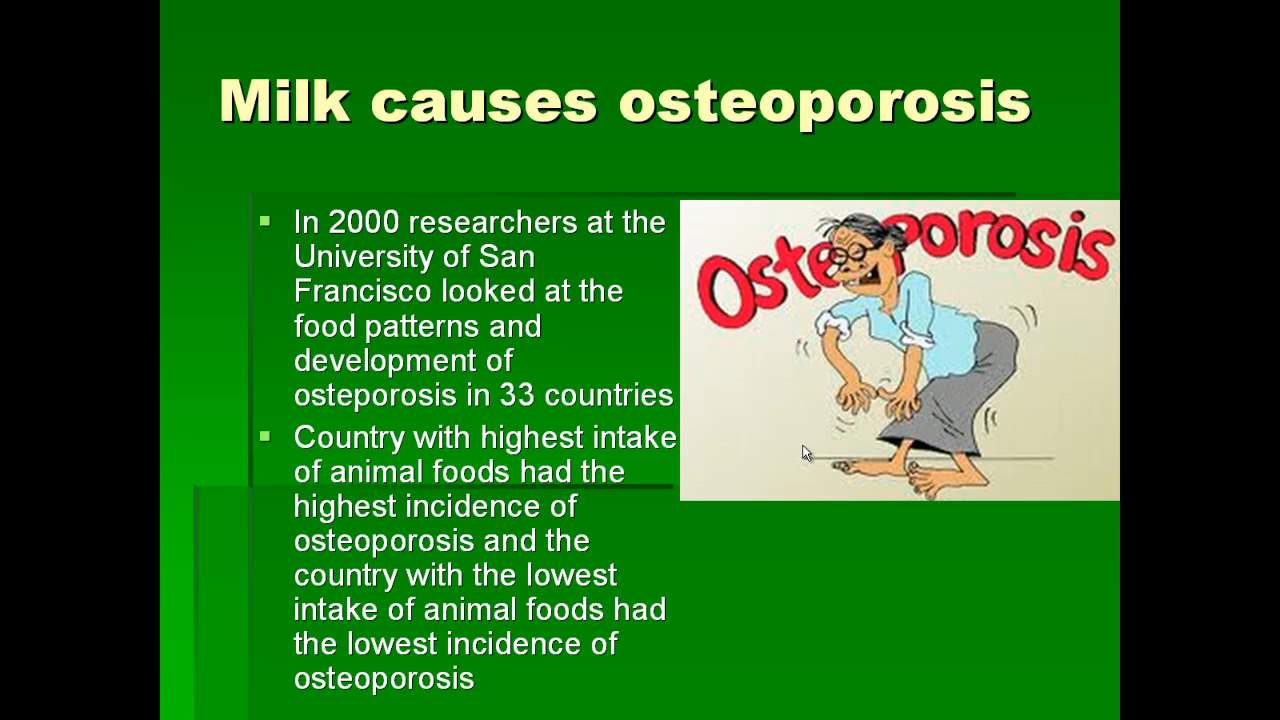 Milk causes osteoporosis
In 2000 researchers at the
University of San
Francisco looked at the
food patterns and
development of
osteporosis in 33 countries
Country with highest intake
of animal foods had the
highest incidence of
osteoporosis and the
country with the lowest
intake of animal foods had
the lowest incidence of
osteoporosis
Osteoporosis